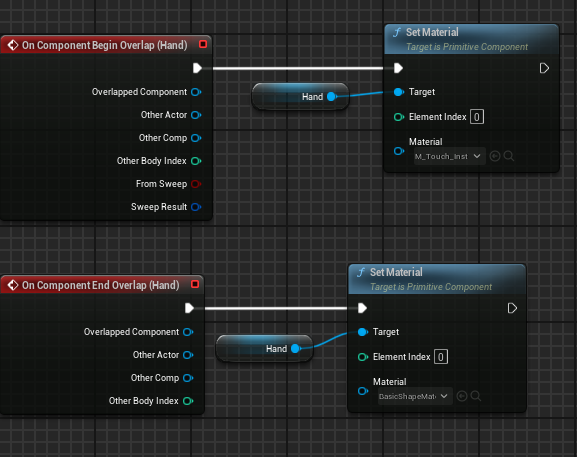 On Component Begin Overlap (Hand)
Overlapped Component
Other Actor
Other Comp
Other Body Index
From Sweep
Sweep Result
Hand
f Set Material
Target is Primitive Component
Target
Element Index 0
Material
M_Touch_Inst
On Component End Overlap (Hand)
Overlapped Component
Other Actor
Other Comp
Other Body Index
Hand
f Set Material
Target is Primitive Component
Target
Element Index 0
Material
BasicShapeMat